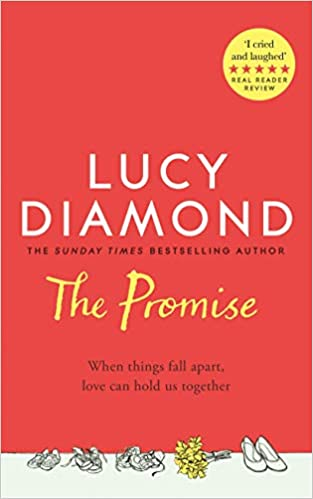 'I cried
and laughed'
★★★★★
REAL READER
REVIEW
LUCY
DIAMOND
THE SUNDAY TIMES BESTSELLING AUTHOR
The Promise
When things fall apart,
love can hold us together